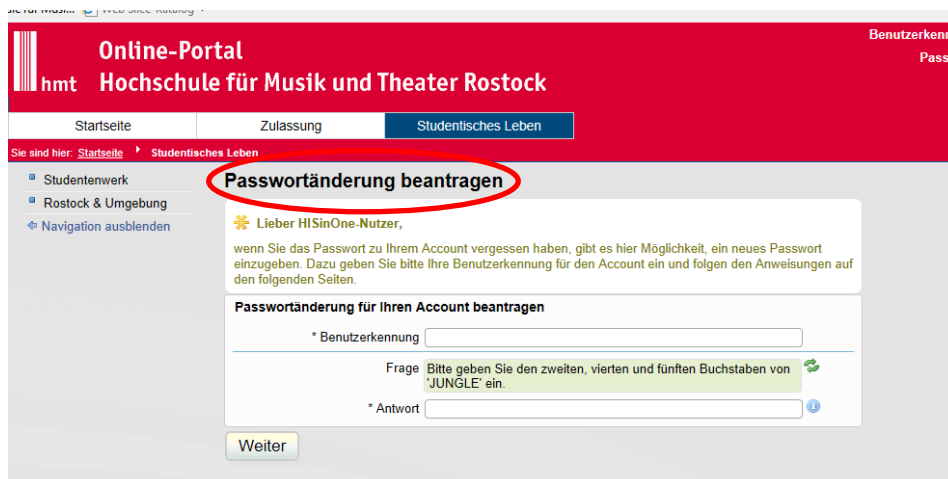 Benutzerkenn
Pass
Online-Portal
hmt Hochschule für Musik und Theater Rostock
Startseite Zulassung Studentisches Leben
Sie sind hier: Startseite Studentisches Leben
Studentenwerk
Rostock & Umgebung
Navigation ausblenden
Passwortänderung beantragen
Lieber HISinOne-Nutzer,
wenn Sie das Passwort zu Ihrem Account vergessen haben, gibt es hier Möglichkeit, ein neues Passwort
einzugeben. Dazu geben Sie bitte Ihre Benutzerkennung für den Account ein und folgen den Anweisungen auf
den folgenden Seiten.
Passwortänderung für Ihren Account beantragen
* Benutzerkennung
Frage Bitte geben Sie den zweiten, vierten und fünften Buchstaben von
'JUNGLE' ein.
* Antwort
Weiter